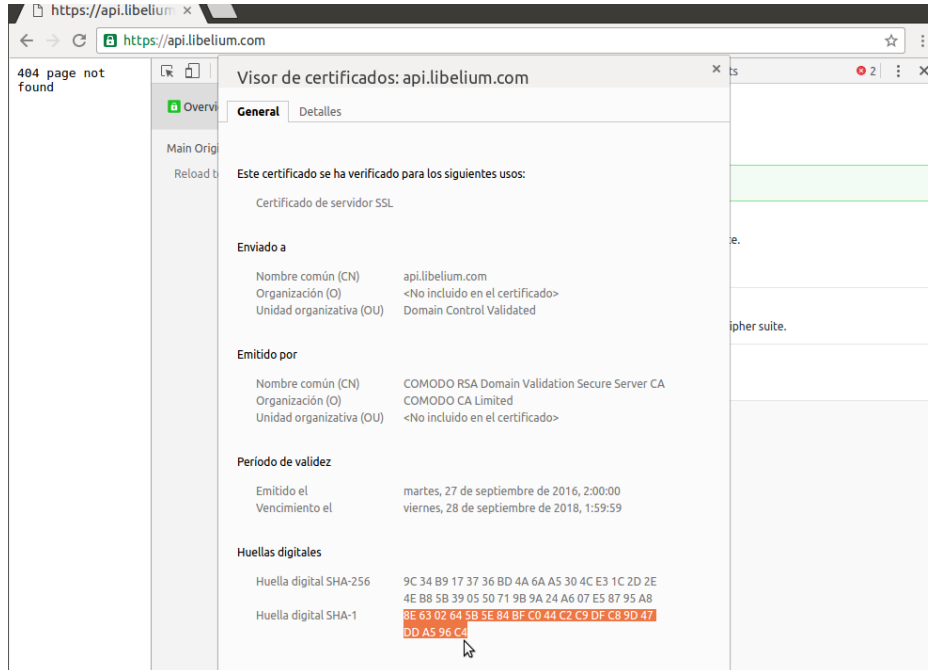 https://api.libelium
https://api.libelium.com
404 page not
found
ts
2
Visor de certificados: api.libelium.com
General Detalles
Overvi
Main Origi
Reload t
Este certificado se ha verificado para los siguientes usos:
Certificado de servidor SSL
te.
Enviado a
Nombre común (CN) api.libelium.com
Organización (O) <No incluido en el certificado>
Unidad organizativa (OU) Domain Control Validated
ipher suite.
Emitido por
Nombre común (CN) COMODO RSA Domain Validation Secure Server CA
Organización (O) COMODO CA Limited
Unidad organizativa (OU) <No incluido en el certificado>
Período de validez
Emitido el martes, 27 de septiembre de 2016, 2:00:00
Vencimiento el viernes, 28 de septiembre de 2018, 1:59:59
Huellas digitales
Huella digital SHA-256 9C 34 B9 17 37 36 BD 4A 6A A5 30 4C E3 1C 2D 2E
4E B8 5B 39 05 50 71 9B 9A 24 A6 07 E5 87 95 A8
Huella digital SHA-1 8E 63 02 64 5B 5E 84 BF C0 44 C2 C9 DF C8 9D 47
DD A5 96 C4